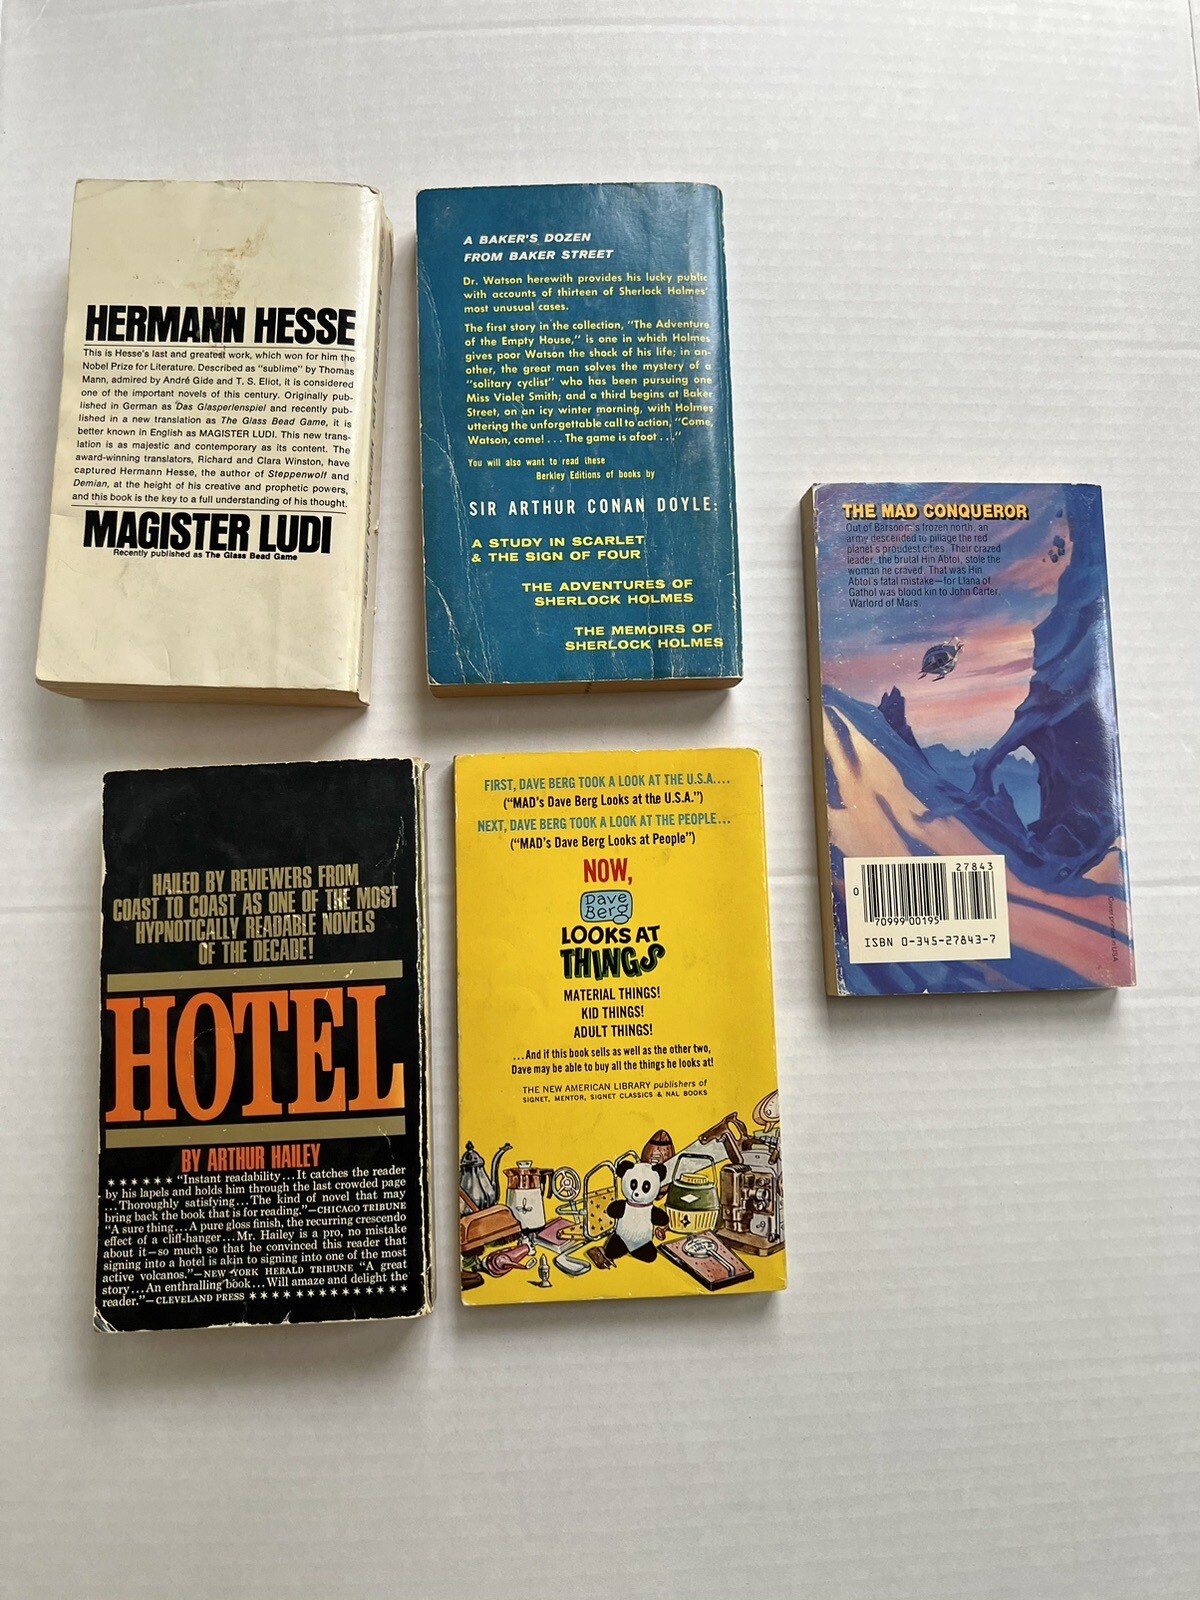 HERMANN HESSE
This is Hesse's last and greatest work, which won for him the
Nobel Prize for Literature. Described as "sublime" by Thomas
Mann, admired by André Gide and T. S. Eliot, it is considered
one of the important novels of this century. Originally pub-
lished in German as Das Glasperlenspiel and recently pub-
lished in a new translation as The Glass Bead Game, it is
better known in English as MAGISTER LUDI. This new trans-
lation is as majestic and contemporary as its content. The
award-winning translators, Richard and Clara Winston, have
captured Hermann Hesse, the author of Steppenwolf and
Demian, at the height of his creative and prophetic powers,
and this book is the key to a full understanding of his thought.
MAGISTER LUDI
Recently published as The Glass Bead Game
A BAKER'S DOZEN
FROM BAKER STREET
Dr. Watson herewith provides his lucky public
with accounts of thirteen of Sherlock Holmes'
most unusual cases.
The first story in the collection, "The Adventure
of the Empty House," is one in which Holmes
gives poor Watson the shock of his life; in an-
other, the great man solves the mystery of a
"solitary cyclist" who has been pursuing one
Miss Violet Smith; and a third begins at Baker
Street, on an icy winter morning, with Holmes
uttering the unforgettable call to action, "Come,
Watson, come! . . . The game is afoot . . ."
You will also want to read these
Berkley Editions of books by
SIR ARTHUR CONAN DOYLE:
A STUDY IN SCARLET
& THE SIGN OF FOUR
THE ADVENTURES OF
SHERLOCK HOLMES
THE MEMOIRS OF
SHERLOCK HOLMES
THE MAD CONQUEROR
Out of Barsoom's frozen north, an
army descended to pillage the red
planet's proudest cities. Their crazed
leader, the brutal Hin Abtol, stole the
woman he craved. That was Hin
Abtol's fatal mistake—for Llana of
Gathol was blood kin to John Carter,
Warlord of Mars.
27843
0
70999 00195
ISBN 0-345-27843-7
Cover printed in USA
HAILED BY REVIEWERS FROM
COAST TO COAST AS ONE OF THE MOST
HYPNOTICALLY READABLE NOVELS
OF THE DECADE!
HOTEL
BY ARTHUR HAILEY
★ ★ ★ ★ ★ ★ "Instant readability...It catches the reader
by his lapels and holds him through the last crowded page
...Thoroughly satisfying...The kind of novel that may
bring back the book that is for reading."—CHICAGO TRIBUNE
"A sure thing...A pure gloss finish, the recurring crescendo
effect of a cliff-hanger...Mr. Hailey is a pro, no mistake
about it—so much so that he convinced this reader that
signing into a hotel is akin to signing into one of the most
active volcanos."—NEW YORK HERALD TRIBUNE "A great
story...An enthralling book...Will amaze and delight the
reader."—CLEVELAND PRESS ★ ★ ★ ★ ★ ★ ★ ★ ★ ★ ★ ★ ★
FIRST, DAVE BERG TOOK A LOOK AT THE U.S.A....
("MAD's Dave Berg Looks at the U.S.A.")
NEXT, DAVE BERG TOOK A LOOK AT THE PEOPLE...
("MAD's Dave Berg Looks at People")
NOW,
Dave
Berg
LOOKS AT
THINGS
MATERIAL THINGS!
KID THINGS!
ADULT THINGS!
...And if this book sells as well as the other two,
Dave may be able to buy all the things he looks at!
THE NEW AMERICAN LIBRARY publishers of
SIGNET, MENTOR, SIGNET CLASSICS & NAL BOOKS